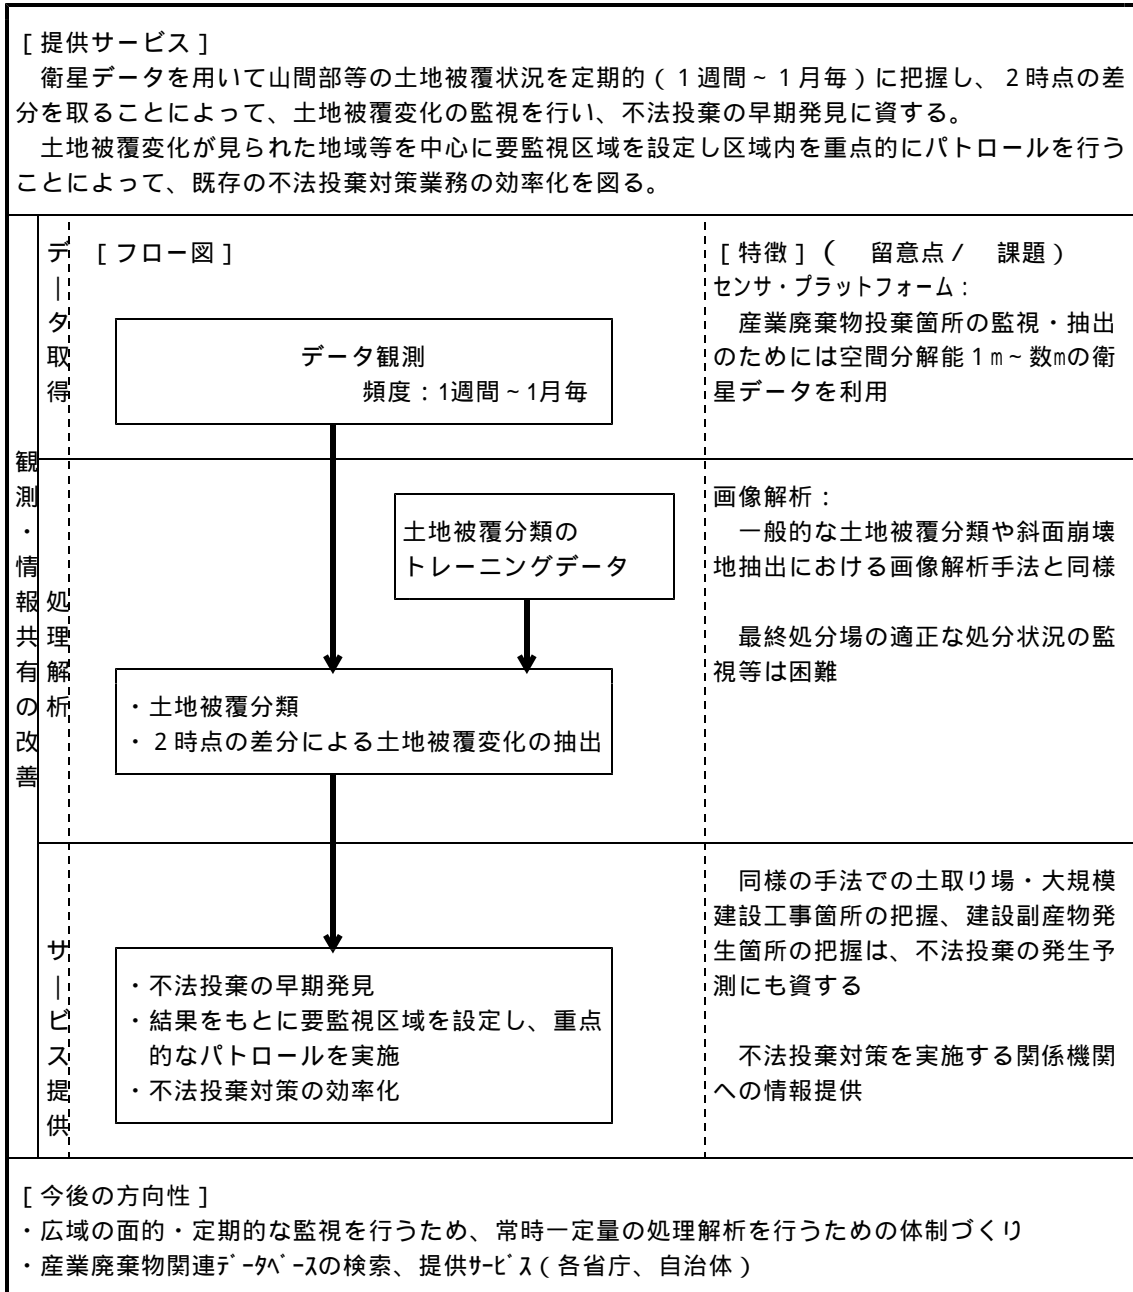 [提供サービス]
　衛星データを用いて山間部等の土地被覆状況を定期的(1週間~1月毎)に把握し、2時点の差
分を取ることによって、土地被覆変化の監視を行い、不法投棄の早期発見に資する。
　土地被覆変化が見られた地域等を中心に要監視区域を設定し区域内を重点的にパトロールを行う
ことによって、既存の不法投棄対策業務の効率化を図る。
観測・情報共有の改善
データ取得
[フロー図]
データ観測
頻度:1週間~1月毎
[特徴](　留意点/　課題)
センサ・プラットフォーム:
　産業廃棄物投棄箇所の監視・抽出
のためには空間分解能1m~数mの衛
星データを利用
処理解析
土地被覆分類の
トレーニングデータ
・土地被覆分類
・2時点の差分による土地被覆変化の抽出
画像解析:
　一般的な土地被覆分類や斜面崩壊
地抽出における画像解析手法と同様
　最終処分場の適正な処分状況の監
視等は困難
サービス提供
・不法投棄の早期発見
・結果をもとに要監視区域を設定し、重点
的なパトロールを実施
・不法投棄対策の効率化
　同様の手法での土取り場・大規模
建設工事箇所の把握、建設副産物発
生箇所の把握は、不法投棄の発生予
測にも資する
　不法投棄対策を実施する関係機関
への情報提供
[今後の方向性]
・広域の面的・定期的な監視を行うため、常時一定量の処理解析を行うための体制づくり
・産業廃棄物関連ﾃﾞｰﾀﾍﾞｰｽの検索、提供ｻｰﾋﾞｽ(各省庁、自治体)